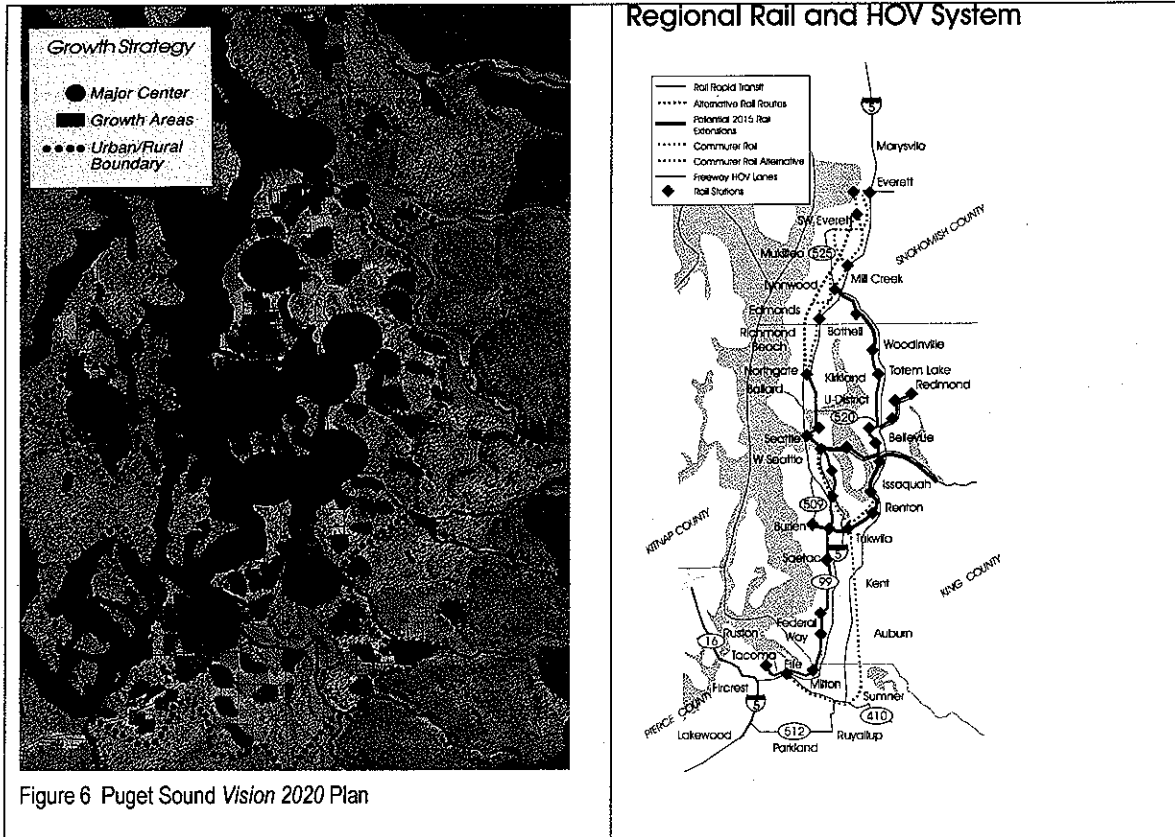 Growth Strategy
Major Center
Growth Areas
Urban/Rural
Boundary
Figure 6 Puget Sound Vision 2020 Plan
Regional Rail and HOV System
Rail Rapid Transit
Alternative Rail Routes
Potential 2015 Rail
Extensions
Commuter Rail
Commuter Rail Alternative
Freeway HOV Lanes
Rail Stations
5
Marysville
Everett
SW Everett
SNOHOMISH COUNTY
Mukilteo
525
Mill Creek
Lynnwood
Edmonds
Richmond
Beach
Bothell
Woodinville
Northgate
Kirkland
Totem Lake
Redmond
Ballard
U-District
520
Seattle
Bellevue
W Seattle
Issaquah
509
Renton
Burien
KITNAP COUNTY
Tukwila
5
Seatac
99
Kent
KING COUNTY
Federal
Way
Auburn
Ruston
16
Tacoma
Fife
Milton
Fircrest
Sumner
5
410
PIERCE COUNTY
512
Lakewood
Parkland
Ruyallup